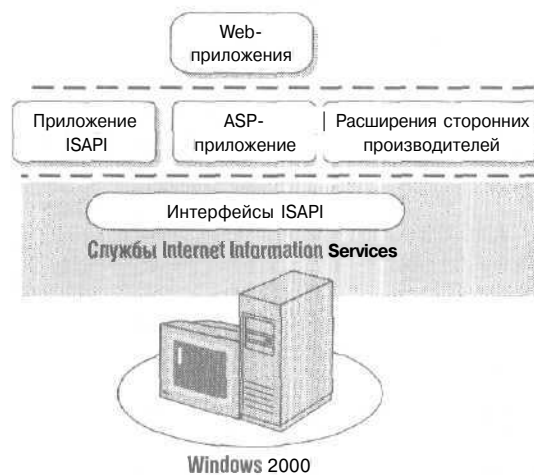 Web-
приложения
Приложение
ISAPI
ASP-
приложение
Расширения сторонних
производителей
Интерфейсы ISAPI
Службы Internet Information Services
Windows 2000